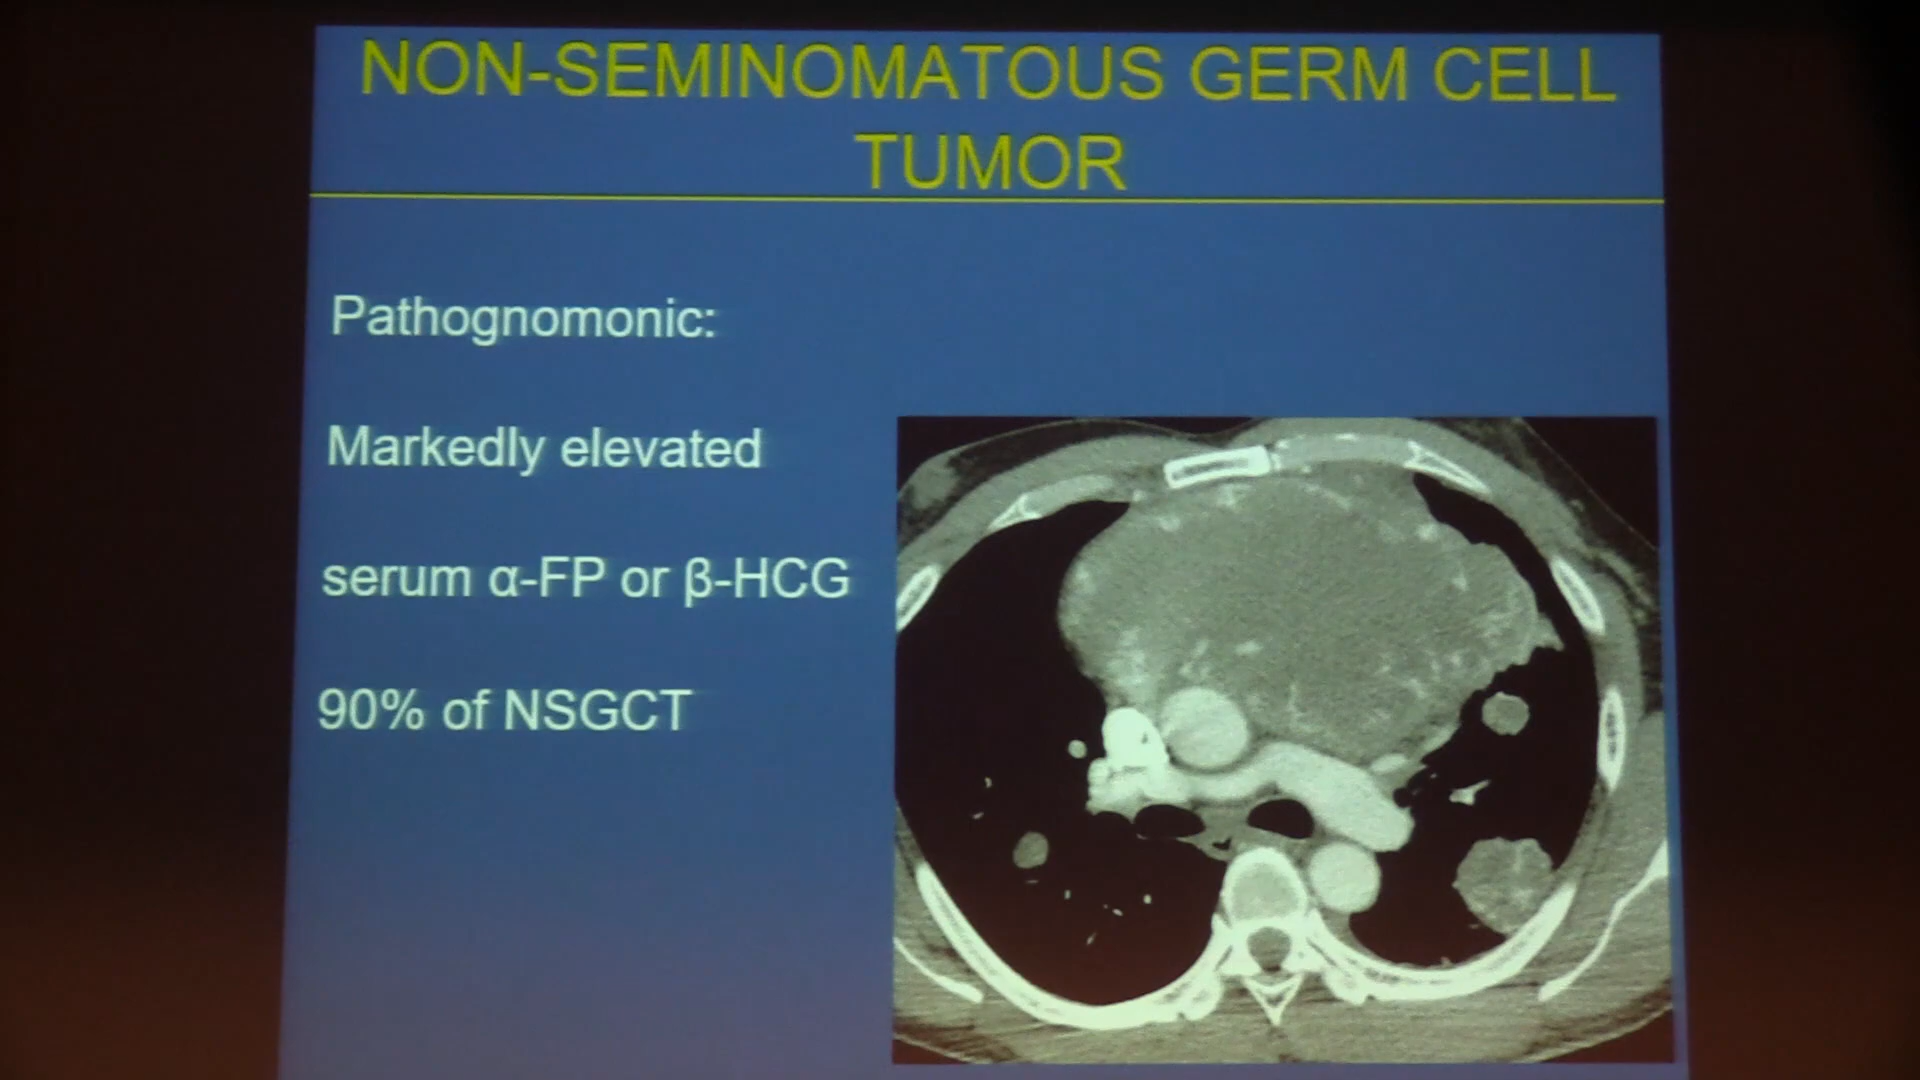 NON-SEMINOMATOUS GERM CELL
TUMOR
Pathognomonic:
Markedly elevated
serum α-FP or β-HCG
90% of NSGCT